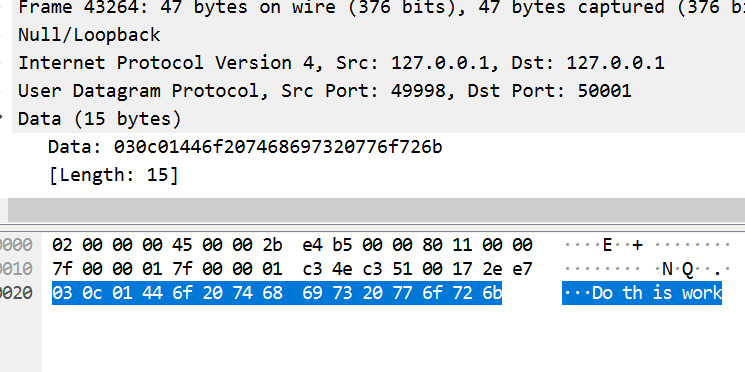 Frame 43264: 47 bytes on wire (376 bits), 47 bytes captured (376 bi
Null/Loopback
Internet Protocol Version 4, Src: 127.0.0.1, Dst: 127.0.0.1
User Datagram Protocol, Src Port: 49998, Dst Port: 50001
Data (15 bytes)
Data: 030c01446f207468697320776f726b
[Length: 15]
0000 02 00 00 00 45 00 00 2b e4 b5 00 00 80 11 00 00 ····E··+ ········
0010 7f 00 00 01 7f 00 00 01 c3 4e c3 51 00 17 2e e7 ········ ·N·Q··.·
0020 03 0c 01 44 6f 20 74 68 69 73 20 77 6f 72 6b ···Do th is work